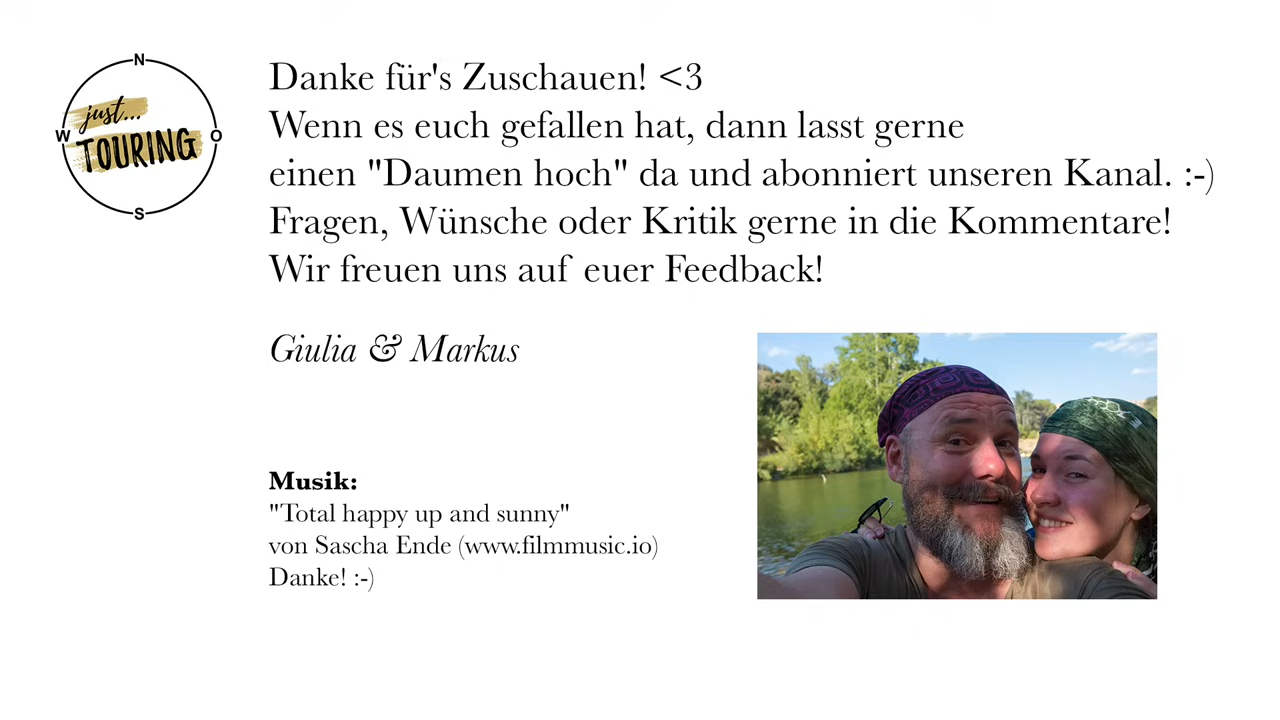 N
just...
W
O
TOURING
S
Danke für's Zuschauen! <3
Wenn es euch gefallen hat, dann lasst gerne
einen "Daumen hoch" da und abonniert unseren Kanal. :-)
Fragen, Wünsche oder Kritik gerne in die Kommentare!
Wir freuen uns auf euer Feedback!
Giulia & Markus
Musik:
"Total happy up and sunny"
von Sascha Ende (www.filmmusic.io)
Danke! :-)